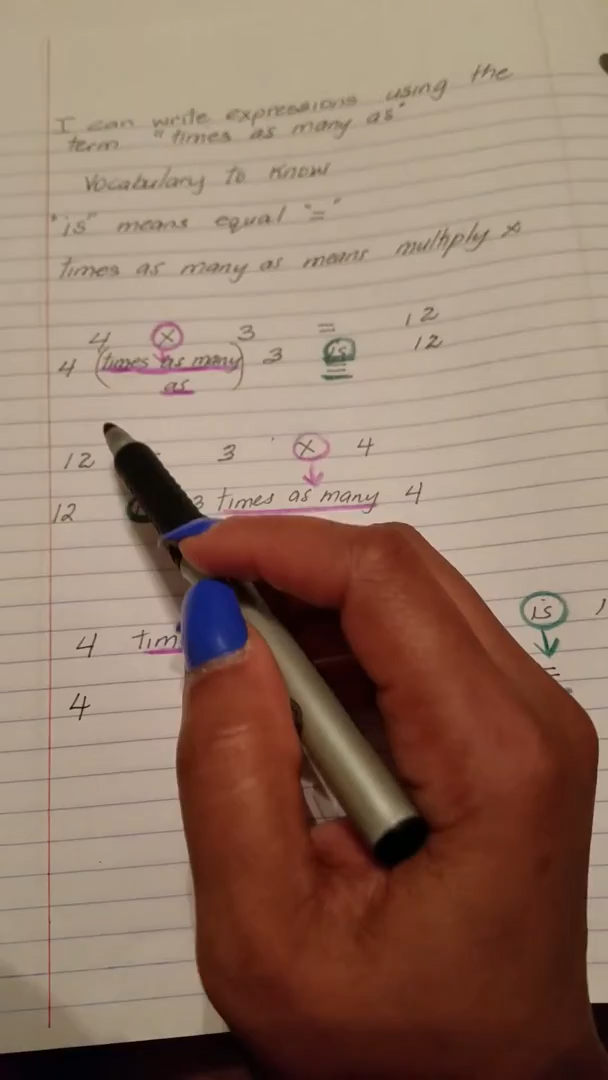 I can write expressions using the
term "times as many as"
Vocabulary to know
"is" means equal "="
times as many as means multiply x
4 x 3 = 12
4 (times as many 3 is 12
as)
12 3 x 4
12 3 times as many 4
4 is
4 =